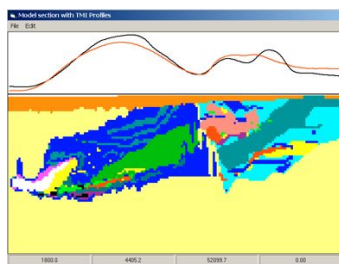 Model section with TMI Profiles
File Edit
1800.0 4405.2 52099.7 0.00